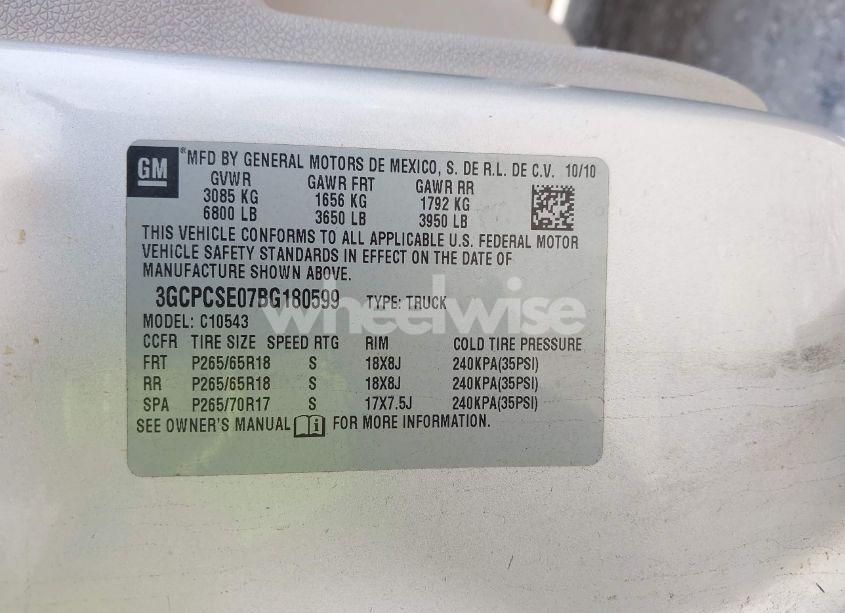 GM
*MFD BY GENERAL MOTORS DE MEXICO, S. DE R.L. DE C.V. 10/10
GVWR GAWR FRT GAWR RR
3085 KG 1656 KG 1792 KG
6800 LB 3650 LB 3950 LB
THIS VEHICLE CONFORMS TO ALL APPLICABLE U.S. FEDERAL MOTOR
VEHICLE SAFETY STANDARDS IN EFFECT ON THE DATE OF
MANUFACTURE SHOWN ABOVE.
3GCPCSE07BG180599 TYPE: TRUCK
wheelwise
MODEL: C10543
CCFR TIRE SIZE SPEED RTG RIM COLD TIRE PRESSURE
FRT P265/65R18 S 18X8J 240KPA(35PSI)
RR P265/65R18 S 18X8J 240KPA(35PSI)
SPA P265/70R17 S 17X7.5J 240KPA(35PSI)
SEE OWNER'S MANUAL i FOR MORE INFORMATION.